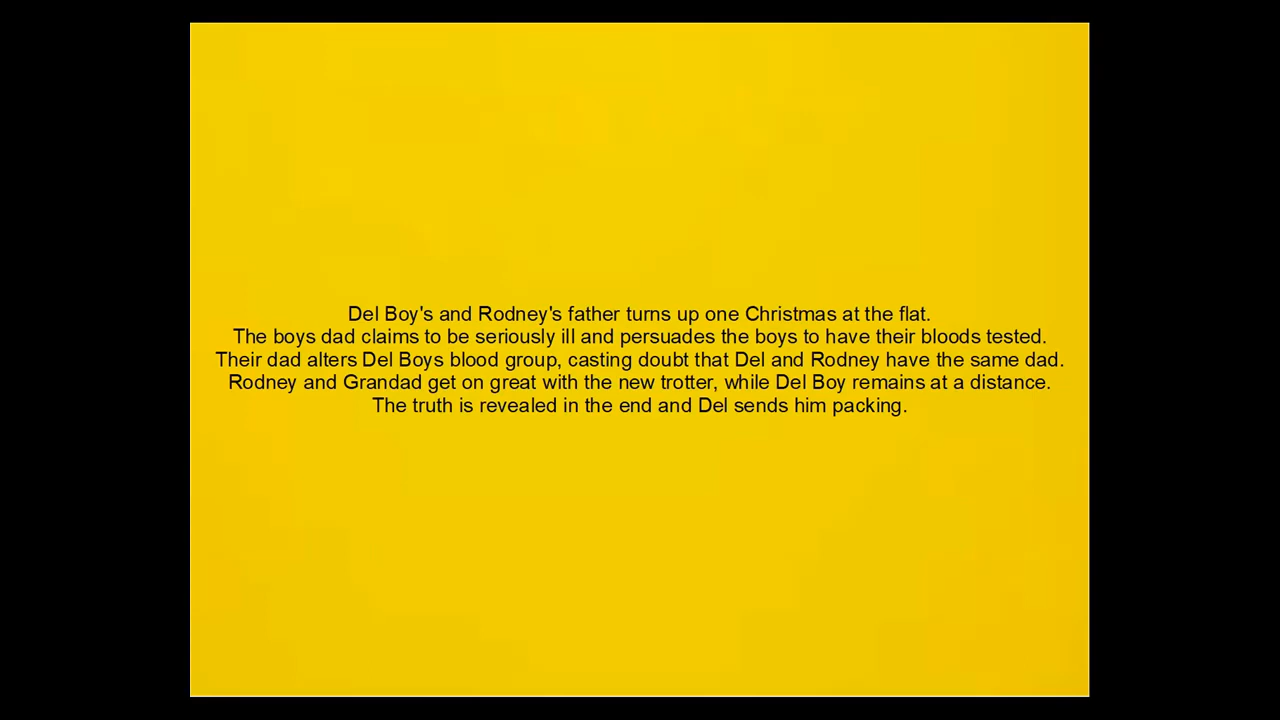 Del Boy's and Rodney's father turns up one Christmas at the flat.
The boys dad claims to be seriously ill and persuades the boys to have their bloods tested.
Their dad alters Del Boys blood group, casting doubt that Del and Rodney have the same dad.
Rodney and Grandad get on great with the new trotter, while Del Boy remains at a distance.
The truth is revealed in the end and Del sends him packing.